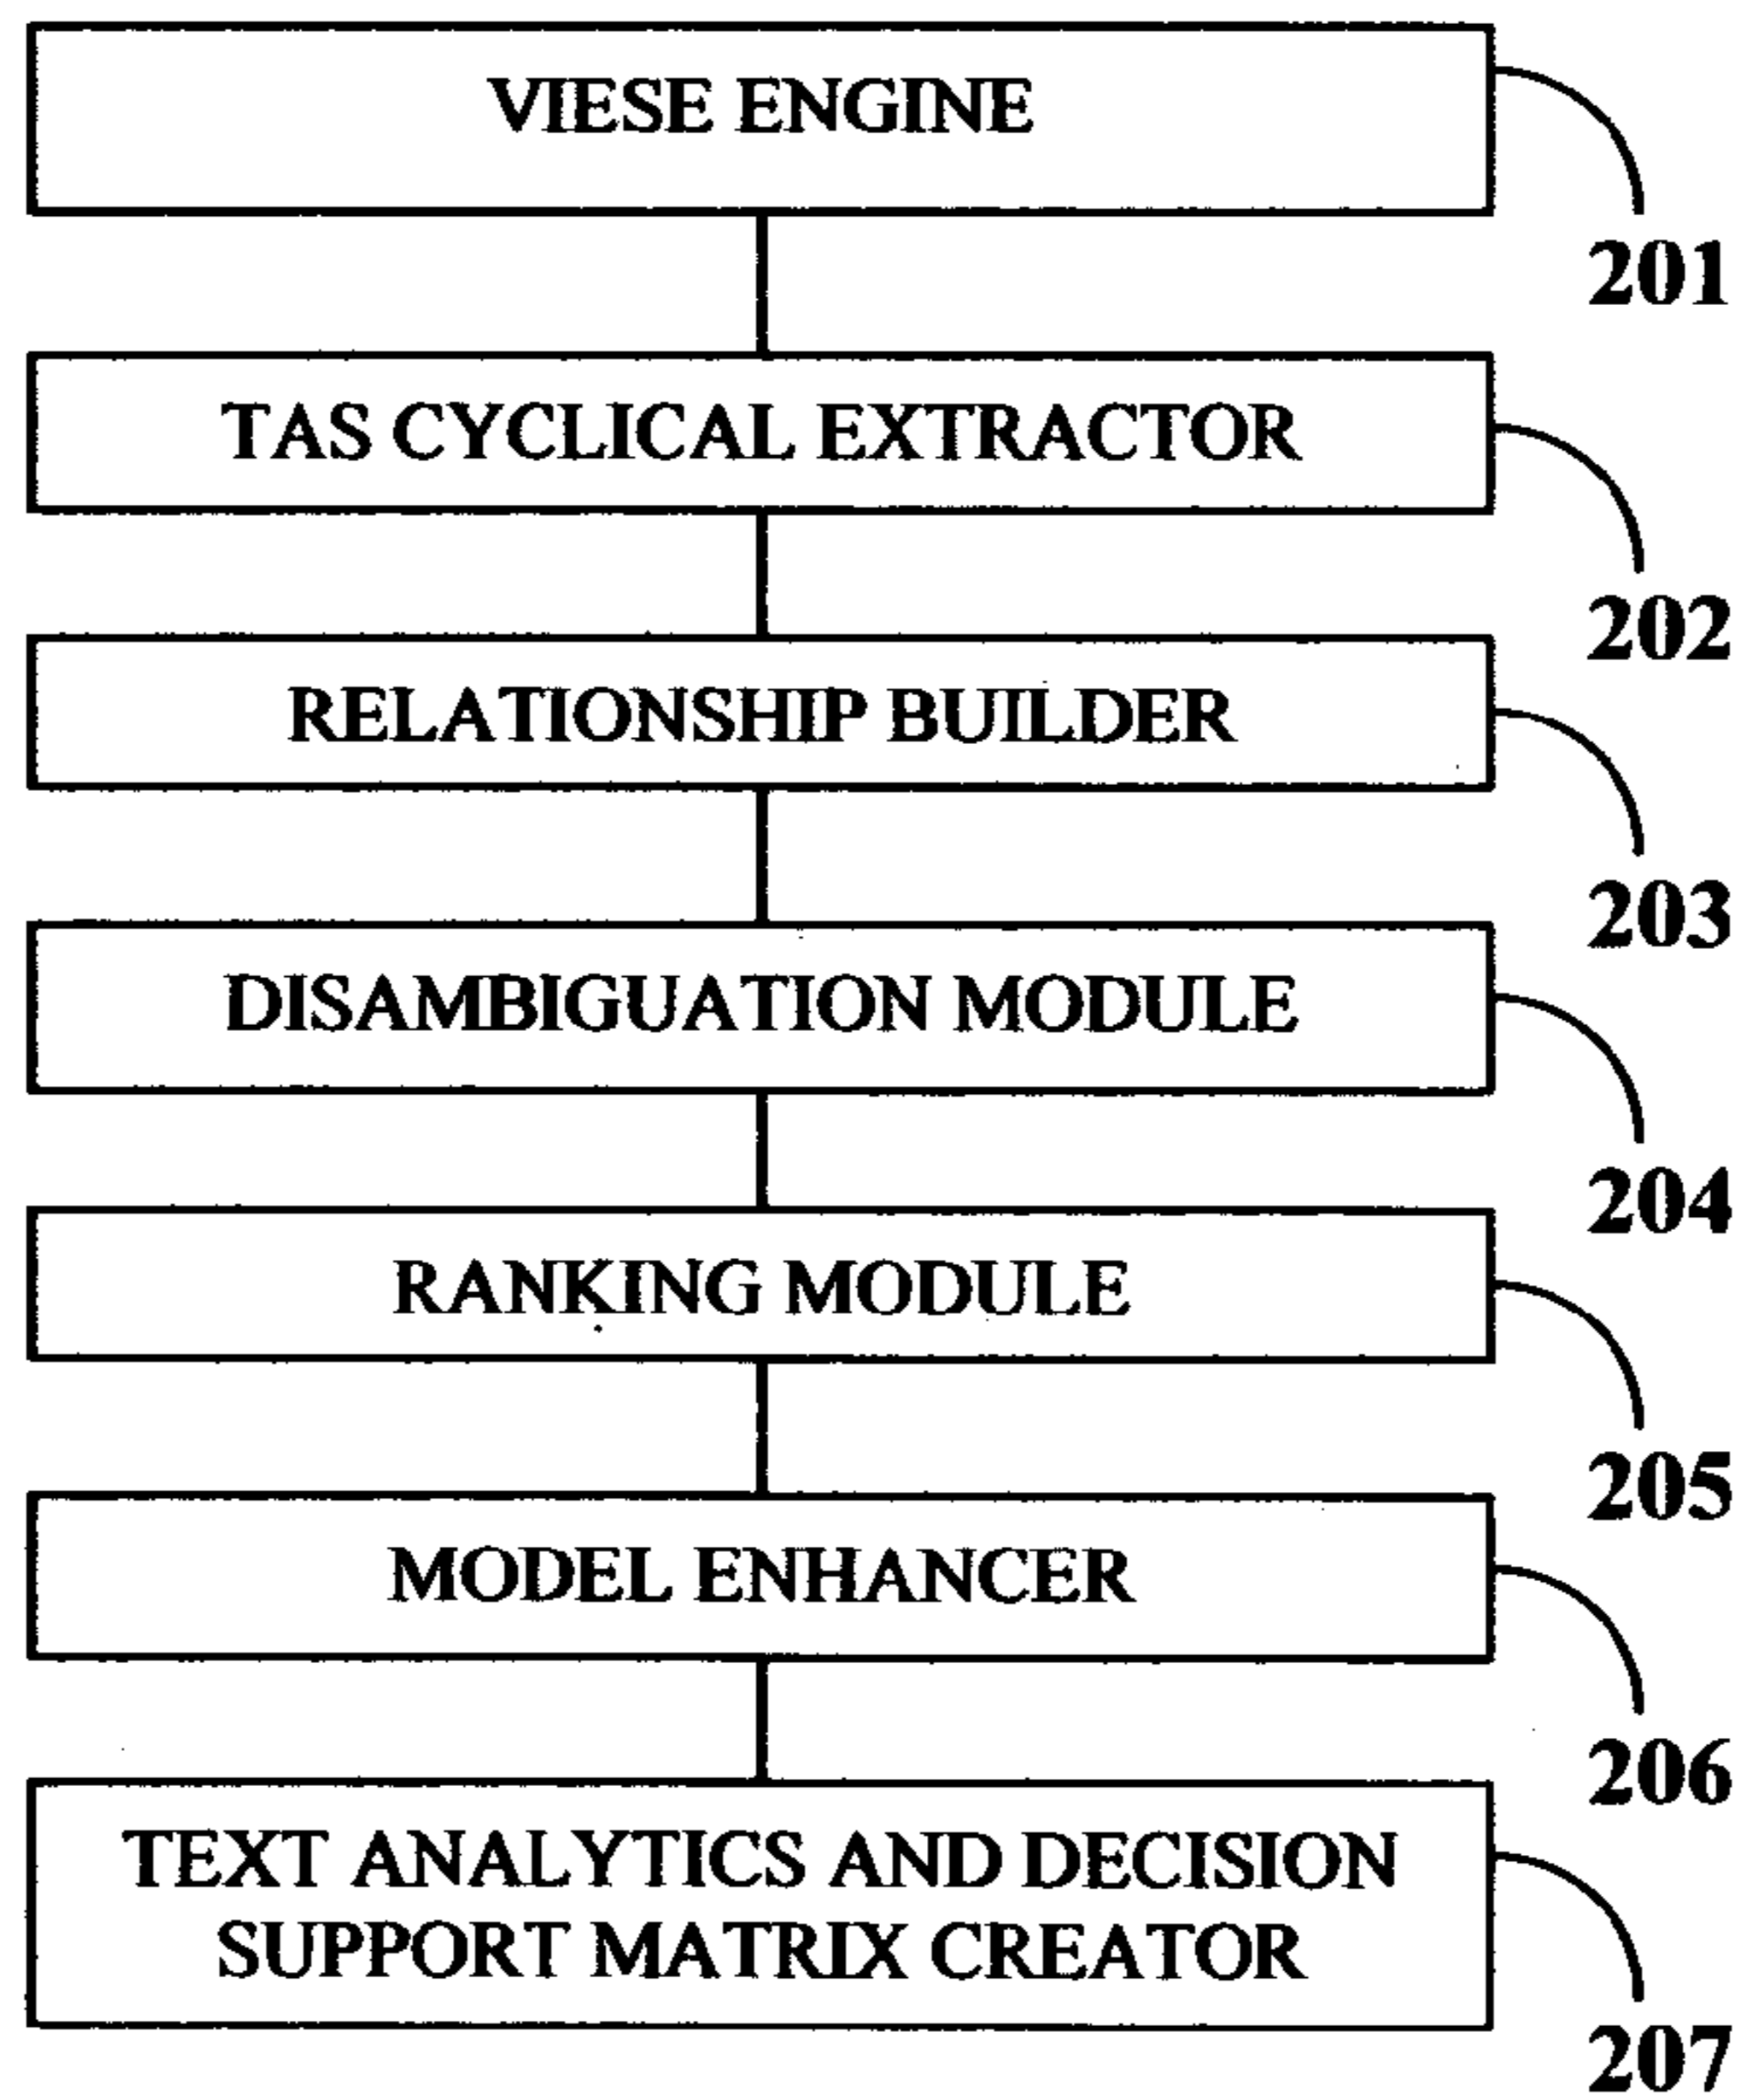 VIESE ENGINE
201
TAS CYCLICAL EXTRACTOR
202
RELATIONSHIP BUILDER
203
DISAMBIGUATION MODULE
204
RANKING MODULE
205
MODEL ENHANCER
206
TEXT ANALYTICS AND DECISION
SUPPORT MATRIX CREATOR
207